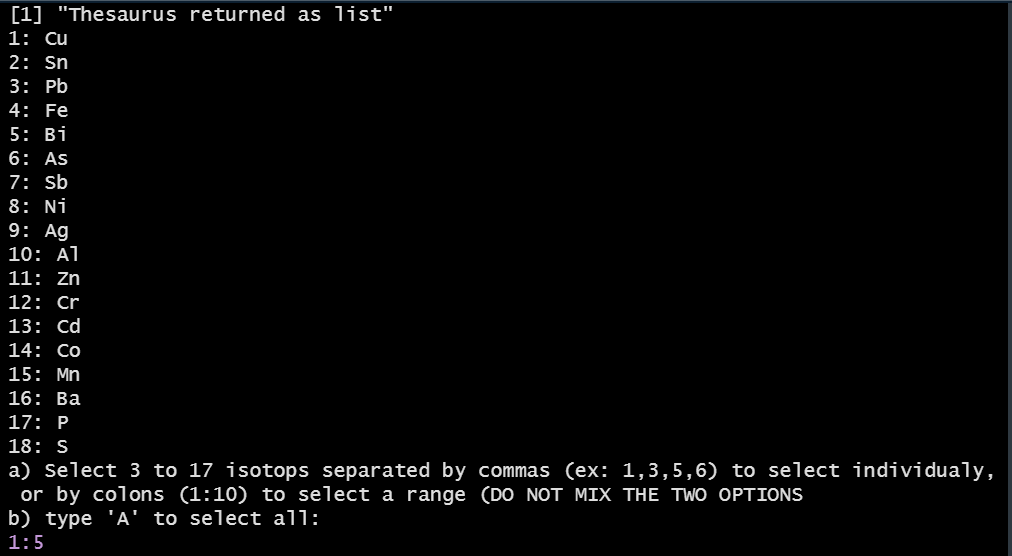 [1] "Thesaurus returned as list"
1: Cu
2: Sn
3: Pb
4: Fe
5: Bi
6: As
7: Sb
8: Ni
9: Ag
10: Al
11: Zn
12: Cr
13: Cd
14: Co
15: Mn
16: Ba
17: P
18: S
a) Select 3 to 17 isotops separated by commas (ex: 1,3,5,6) to select individualy,
or by colons (1:10) to select a range (DO NOT MIX THE TWO OPTIONS
b) type 'A' to select all:
1:5